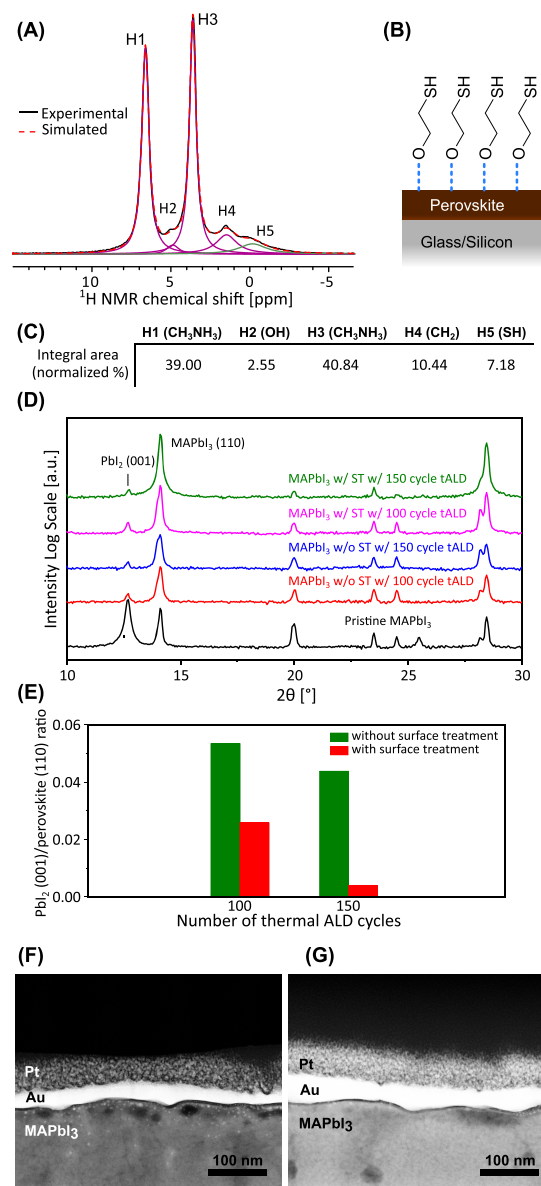 (A)
H1
H3
Experimental
Simulated
H2
H4
H5
10
5
0
-5
¹H NMR chemical shift [ppm]
(B)
SH
SH
SH
SH
O
O
O
O
Perovskite
Glass/Silicon
(C)
H1 (CH₃NH₃) H2 (OH) H3 (CH₃NH₃) H4 (CH₂) H5 (SH)
Integral area
(normalized %)
39.00 2.55 40.84 10.44 7.18
(D)
Intensity Log Scale [a.u.]
PbI₂ (001)
MAPbI₃ (110)
MAPbI₃ w/ ST w/ 150 cycle tALD
MAPbI₃ w/ ST w/ 100 cycle tALD
MAPbI₃ w/o ST w/ 150 cycle tALD
MAPbI₃ w/o ST w/ 100 cycle tALD
Pristine MAPbI₃
10 15 20 25 30
2θ [°]
(E)
PbI₂ (001)/perovskite (110) ratio
0.06
0.04
0.02
0.00
without surface treatment
with surface treatment
100 150
Number of thermal ALD cycles
(F)
Pt
Au
MAPbI₃
100 nm
(G)
Pt
Au
MAPbI₃
100 nm